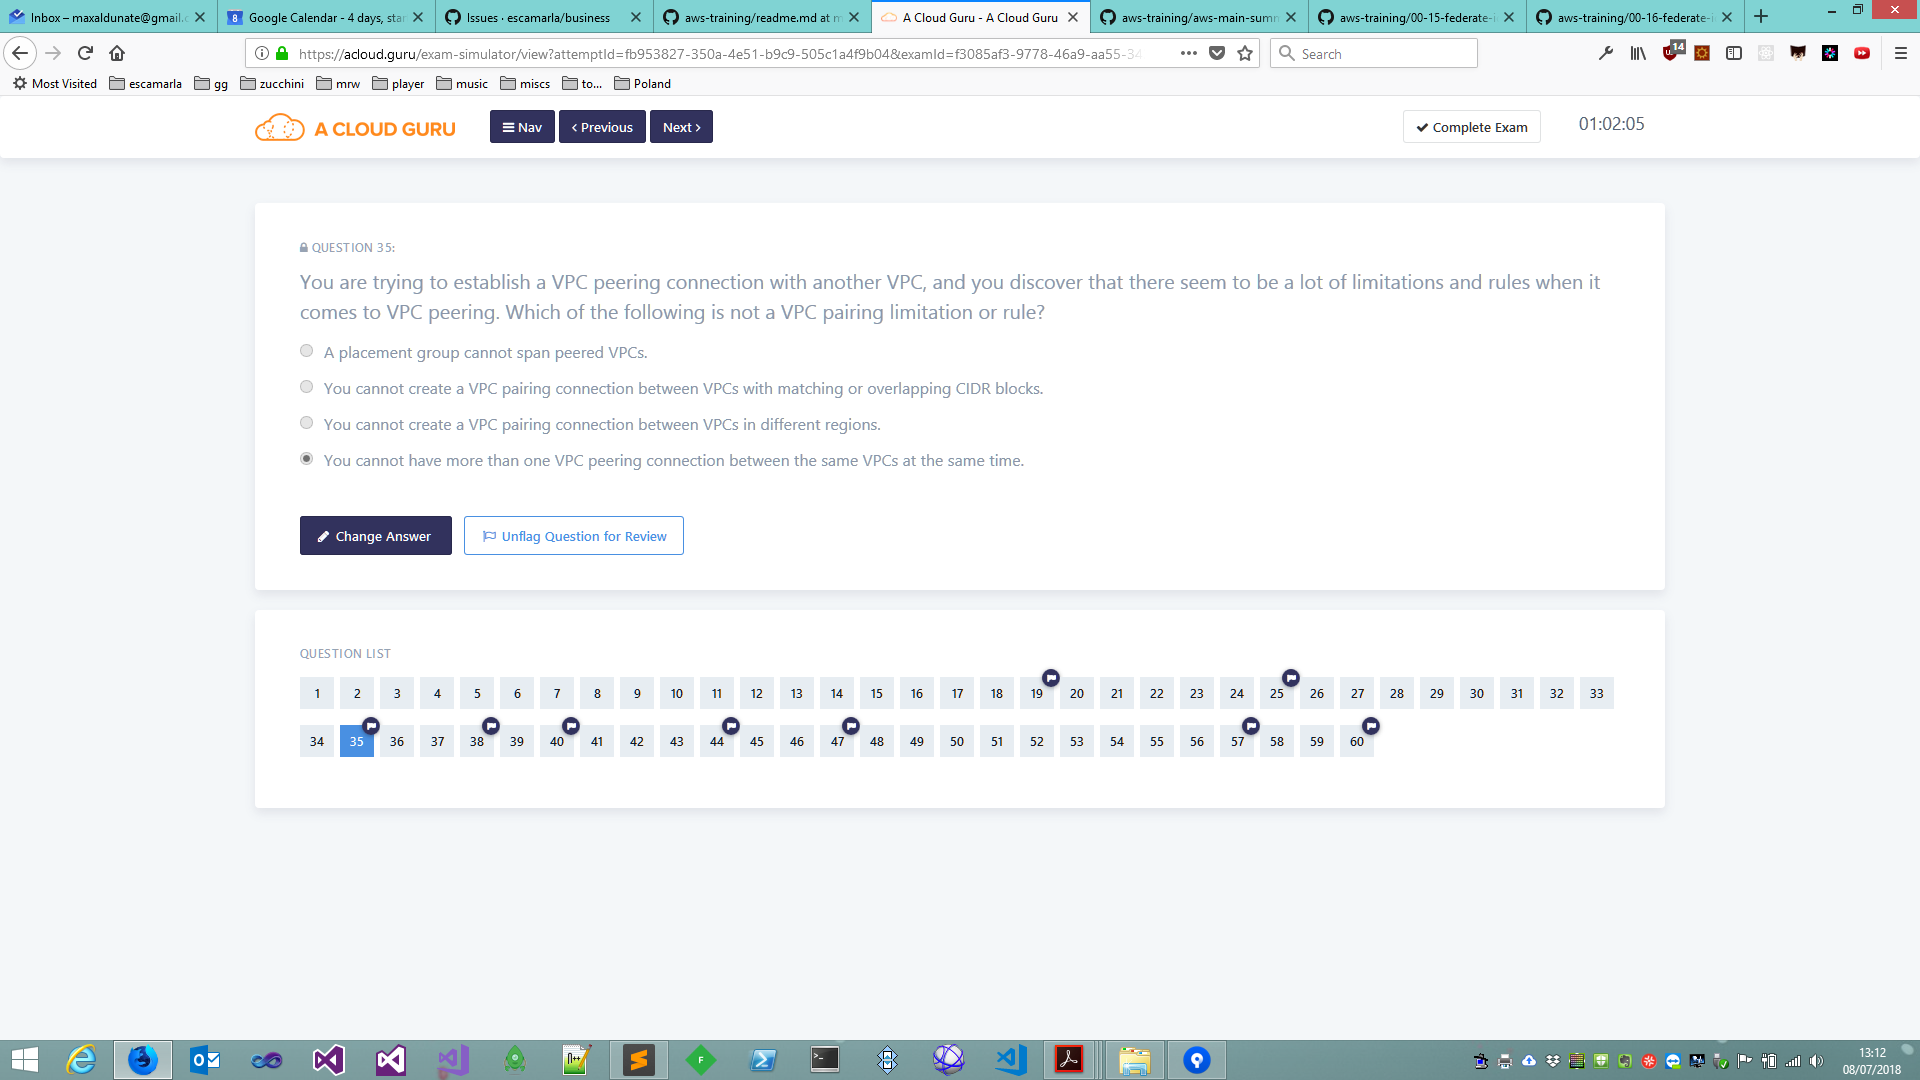 Inbox – maxaldunate@gmail.c
Google Calendar - 4 days, star
Issues · escamarla/business
aws-training/readme.md at m
A Cloud Guru - A Cloud Guru
aws-training/aws-main-summ
aws-training/00-15-federate-i
aws-training/00-16-federate-i
https://acloud.guru/exam-simulator/view?attemptId=fb953827-350a-4e51-b9c9-505c1a4f9b04&examId=f3085af3-9778-46a9-aa55-34
Search
14
Most Visited
escamarla
gg
zucchini
mrw
player
music
miscs
to...
Poland
A CLOUD GURU
Nav
Previous
Next
Complete Exam
01:02:05
QUESTION 35:
You are trying to establish a VPC peering connection with another VPC, and you discover that there seem to be a lot of limitations and rules when it
comes to VPC peering. Which of the following is not a VPC pairing limitation or rule?
A placement group cannot span peered VPCs.
You cannot create a VPC pairing connection between VPCs with matching or overlapping CIDR blocks.
You cannot create a VPC pairing connection between VPCs in different regions.
You cannot have more than one VPC peering connection between the same VPCs at the same time.
Change Answer
Unflag Question for Review
QUESTION LIST
1 2 3 4 5 6 7 8 9 10 11 12 13 14 15 16 17 18 19 20 21 22 23 24 25 26 27 28 29 30 31 32 33
34 35 36 37 38 39 40 41 42 43 44 45 46 47 48 49 50 51 52 53 54 55 56 57 58 59 60
13:12
08/07/2018